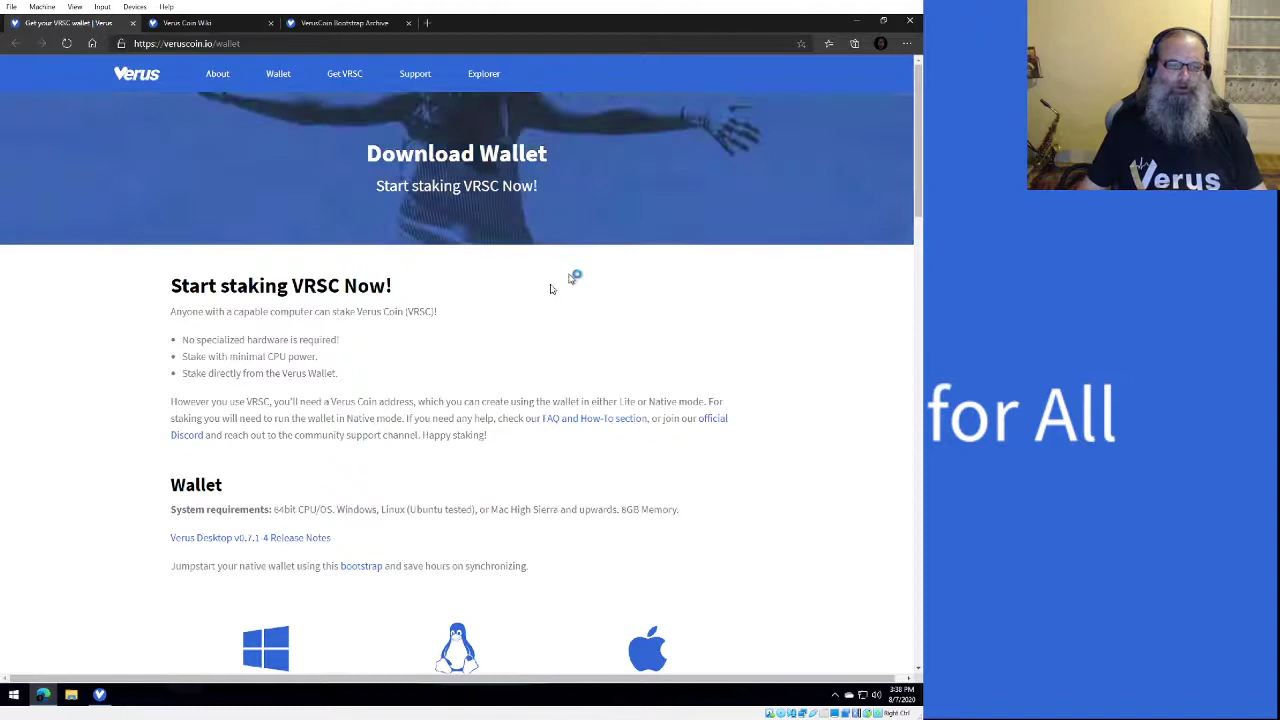 File Machine View Input Devices Help
Get your VRSC wallet | Verus
Verus Coin Wiki
VerusCoin Bootstrap Archive
https://veruscoin.io/wallet
Verus
About Wallet Get VRSC Support Explorer
Download Wallet
Start staking VRSC Now!
Start staking VRSC Now!
Anyone with a capable computer can stake Verus Coin (VRSC)!
• No specialized hardware is required!
• Stake with minimal CPU power.
• Stake directly from the Verus Wallet.
However you use VRSC, you'll need a Verus Coin address, which you can create using the wallet in either Lite or Native mode. For
staking you will need to run the wallet in Native mode. If you need any help, check our FAQ and How-To section, or join our official
Discord and reach out to the community support channel. Happy staking!
Wallet
System requirements: 64bit CPU/OS. Windows, Linux (Ubuntu tested), or Mac High Sierra and upwards. 8GB Memory.
Verus Desktop v0.7.1-4 Release Notes
Jumpstart your native wallet using this bootstrap and save hours on synchronizing.
3:38 PM
8/7/2020
Right Ctrl
Verus
for All